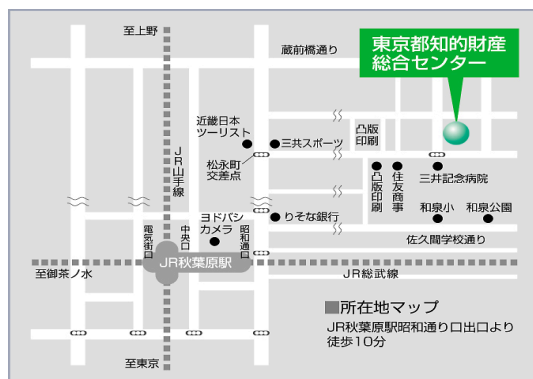 至上野
蔵前橋通り
東京都知的財産
総合センター
近畿日本
ツーリスト
三共スポーツ
凸版
印刷
JR山手線
松永町
交差点
凸版印刷
住友商事
三井記念病院
ヨドバシ
カメラ
りそな銀行
和泉小
和泉公園
電気街口
中央口
昭和通口
佐久間学校通り
至御茶ノ水
JR秋葉原駅
JR総武線
■所在地マップ
JR秋葉原駅昭和通り口出口より
徒歩10分
至東京